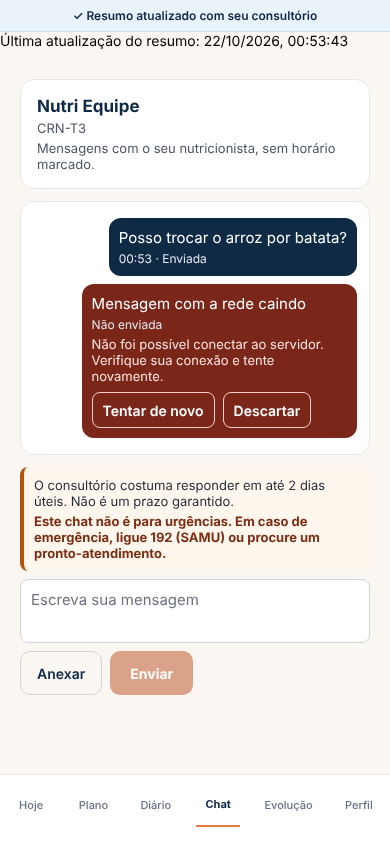 ✓ Resumo atualizado com seu consultório
Última atualização do resumo: 22/10/2026, 00:53:43
Nutri Equipe
CRN-T3
Mensagens com o seu nutricionista, sem horário
marcado.
Posso trocar o arroz por batata?
00:53 · Enviada
Mensagem com a rede caindo
Não enviada
Não foi possível conectar ao servidor.
Verifique sua conexão e tente
novamente.
Tentar de novo Descartar
O consultório costuma responder em até 2 dias
úteis. Não é um prazo garantido.
Este chat não é para urgências. Em caso de
emergência, ligue 192 (SAMU) ou procure um
pronto-atendimento.
Escreva sua mensagem
Anexar Enviar
Hoje Plano Diário Chat Evolução Perfil